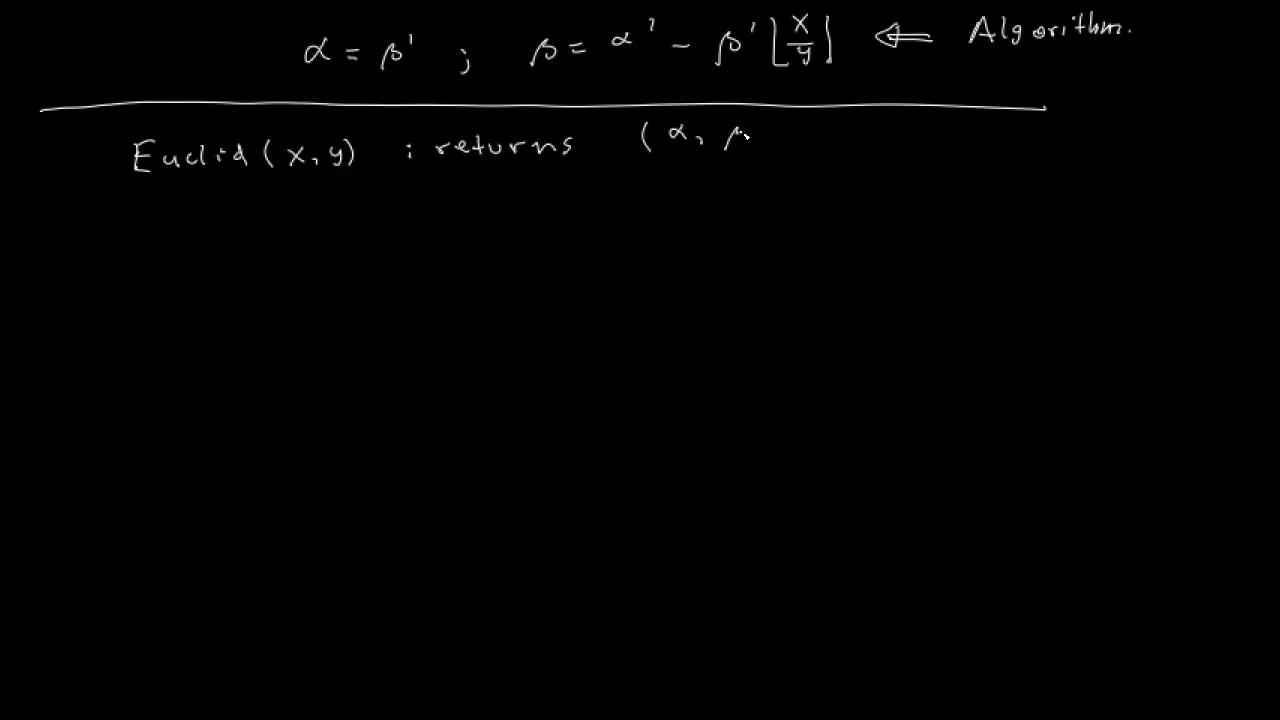 α = β' ; β = α' - β' ⌊x/y⌋ ⇐ Algorithm.
Euclid(x, y) : returns (α, β